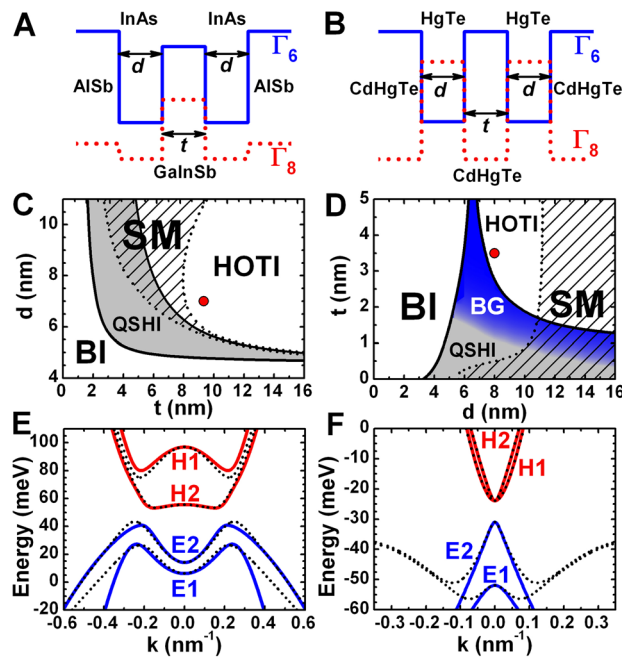 A
InAs
InAs
Γ6
AlSb
d
d
AlSb
t
Γ8
GaInSb
B
HgTe
HgTe
Γ6
CdHgTe
d
d
CdHgTe
t
Γ8
CdHgTe
C
d (nm)
10
8
6
4
SM
HOTI
QSHI
BI
0 2 4 6 8 10 12 14 16
t (nm)
D
t (nm)
5
4
3
2
1
0
HOTI
BI
BG
SM
QSHI
0 2 4 6 8 10 12 14 16
d (nm)
E
Energy (meV)
100
80
60
40
20
0
-20
H1
H2
E2
E1
-0.6 -0.4 -0.2 0.0 0.2 0.4 0.6
k (nm-1)
F
Energy (meV)
0
-10
-20
-30
-40
-50
-60
H2
H1
E2
E1
-0.3 -0.2 -0.1 0.0 0.1 0.2 0.3
k (nm-1)